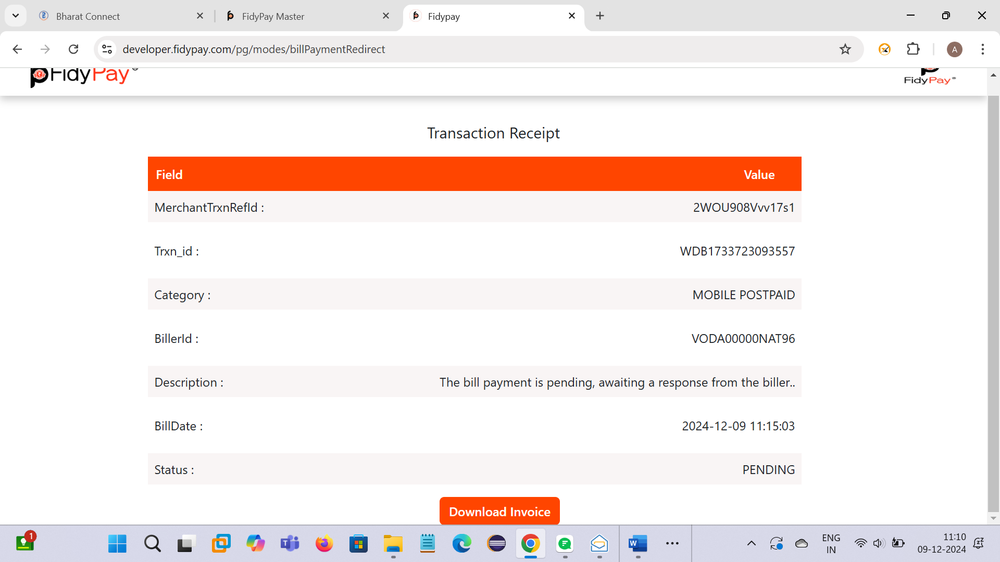 Bharat Connect
FidyPay Master
Fidypay
developer.fidypay.com/pg/modes/billPaymentRedirect
A
FidyPay®
FidyPay®
Transaction Receipt
Field Value
MerchantTrxnRefId : 2WOU908Vvv17s1
Trxn_id : WDB1733723093557
Category : MOBILE POSTPAID
BillerId : VODA00000NAT96
Description : The bill payment is pending, awaiting a response from the biller..
BillDate : 2024-12-09 11:15:03
Status : PENDING
Download Invoice
1
ENG
IN
11:10
09-12-2024